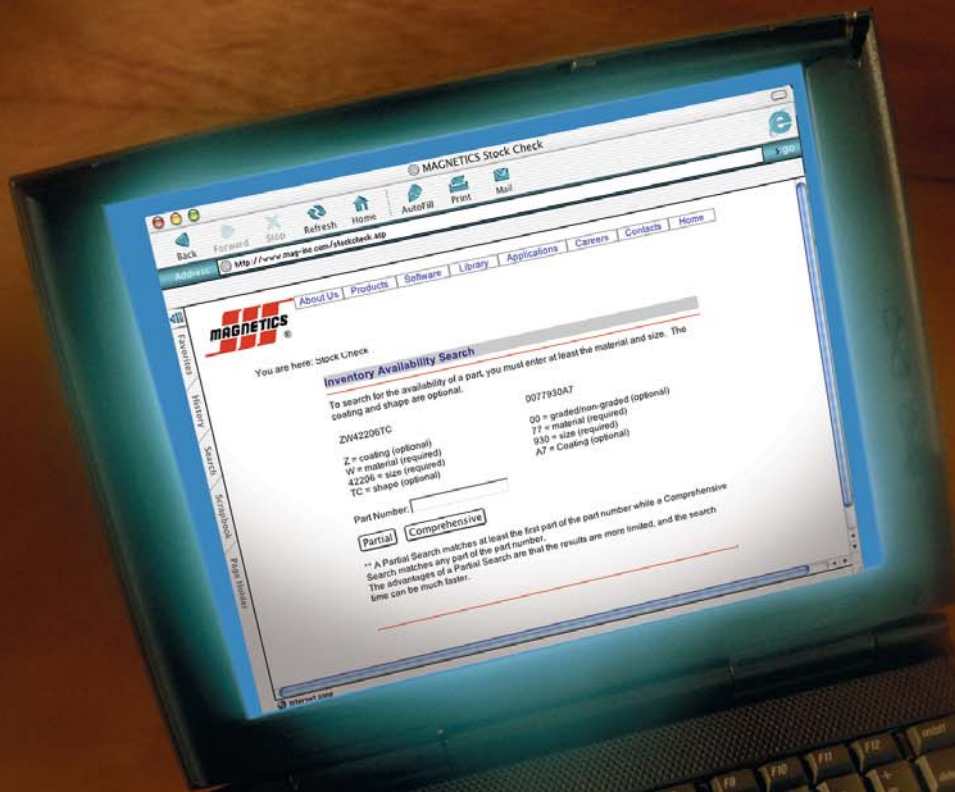 MAGNETICS Stock Check
Back Forward Stop Refresh Home AutoFill Print Mail
Address: http://www.mag-inc.com/stockcheck.asp go
About Us Products Software Library Applications Careers Contacts Home
MAGNETICS ®
Favorites
History
Search
Scrapbook
Page Holder
You are here: Stock Check
Inventory Availability Search
To search for the availability of a part, you must enter at least the material and size. The
coating and shape are optional.
ZW42206TC
Z = coating (optional)
W = material (required)
42206 = size (required)
TC = shape (optional)
0077930A7
00 = graded/non-graded (optional)
77 = material (required)
930 = size (required)
A7 = Coating (optional)
Part Number:
Partial Comprehensive
** A Partial Search matches at least the first part of the part number while a Comprehensive
Search matches any part of the part number.
The advantages of a Partial Search are that the results are more limited, and the search
time can be much faster.
Internet zone
F9 F10 F11 F12